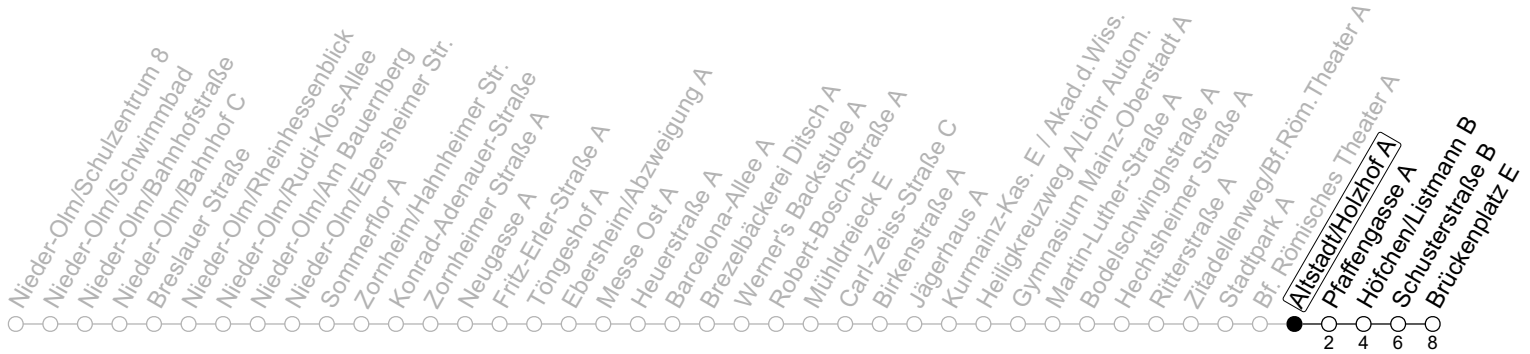 Nieder-Olm/Schulzentrum 8
Nieder-Olm/Schwimmbad
Nieder-Olm/Bahnhofstraße
Nieder-Olm/Bahnhof C
Breslauer Straße
Nieder-Olm/Rheinhessenblick
Nieder-Olm/Rudi-Klos-Allee
Nieder-Olm/Am Bauernberg
Nieder-Olm/Ebersheimer Str.
Sommerflor A
Zornheim/Hahnheimer Str.
Konrad-Adenauer-Straße
Zornheimer Straße A
Neugasse A
Fritz-Erler-Straße A
Töngeshof A
Ebersheim/Abzweigung A
Messe Ost A
Heuerstraße A
Barcelona-Allee A
Brezelbäckerei Ditsch A
Werner's Backstube A
Robert-Bosch-Straße A
Mühldreieck E
Carl-Zeiss-Straße C
Birkenstraße A
Jägerhaus A
Kurmainz-Kas. E / Akad.d.Wiss.
Heiligkreuzweg A/Löhr Autom.
Gymnasium Mainz-Oberstadt A
Martin-Luther-Straße A
Bodelschwinghstraße A
Hechtsheimer Straße A
Ritterstraße A
Zitadellenweg/Bf.Röm.Theater A
Stadtpark A
Bf. Römisches Theater A
Altstadt/Holzhof A
Pfaffengasse A
Höfchen/Listmann B
Schusterstraße B
Brückenplatz E
2 4 6 8